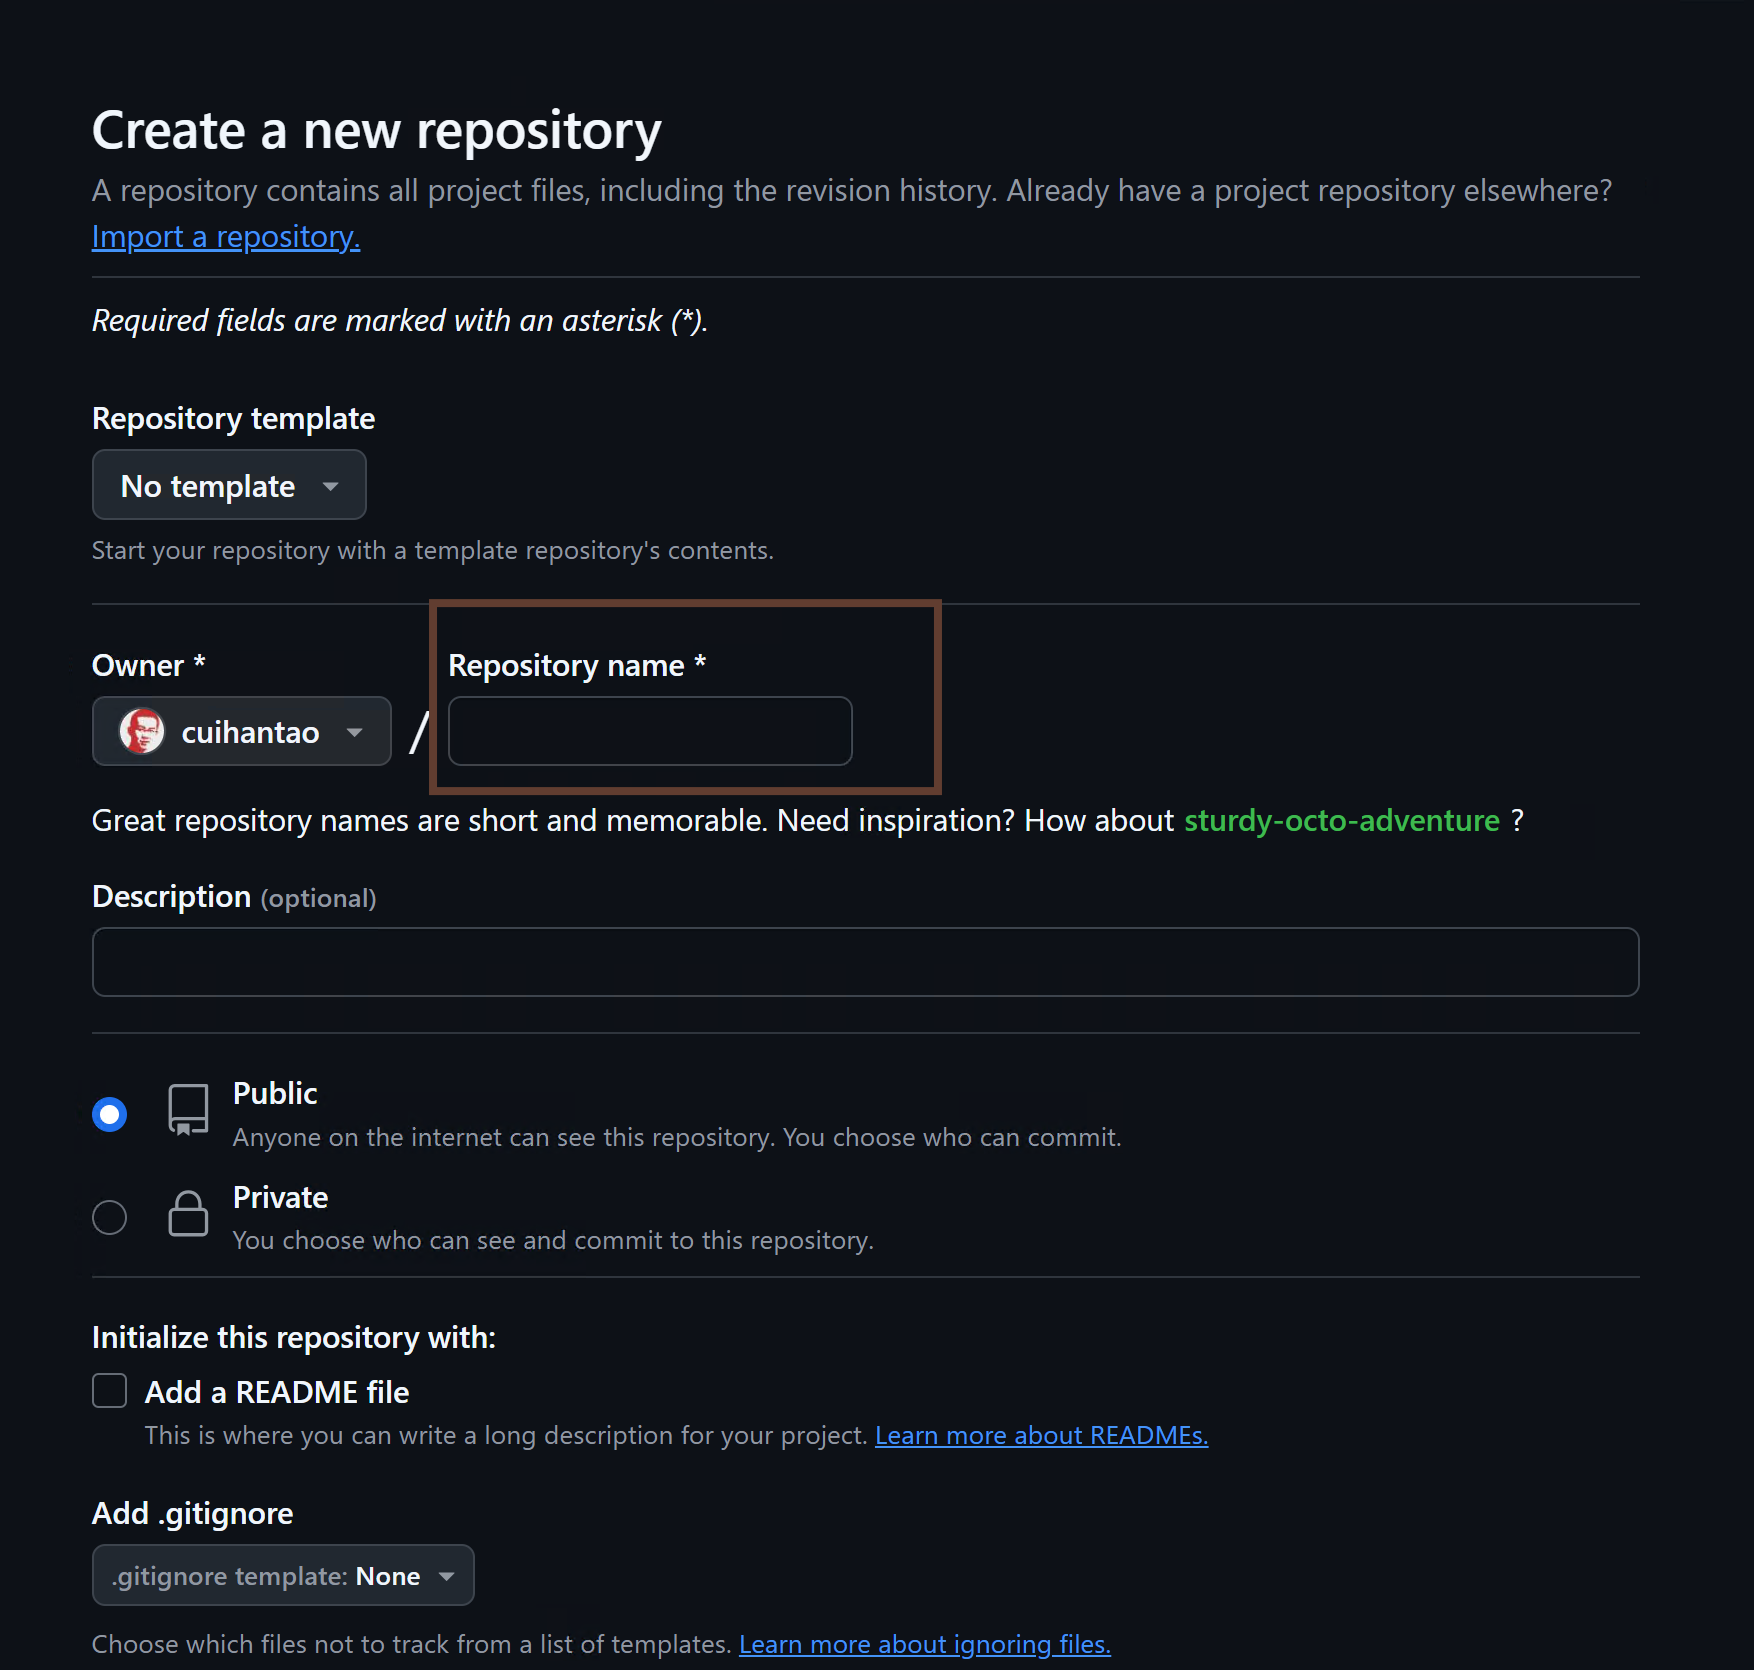 Create a new repository
A repository contains all project files, including the revision history. Already have a project repository elsewhere?
Import a repository.
Required fields are marked with an asterisk (*).
Repository template
No template
Start your repository with a template repository's contents.
Owner * Repository name *
cuihantao /
Great repository names are short and memorable. Need inspiration? How about sturdy-octo-adventure ?
Description (optional)
Public
Anyone on the internet can see this repository. You choose who can commit.
Private
You choose who can see and commit to this repository.
Initialize this repository with:
Add a README file
This is where you can write a long description for your project. Learn more about READMEs.
Add .gitignore
.gitignore template: None
Choose which files not to track from a list of templates. Learn more about ignoring files.